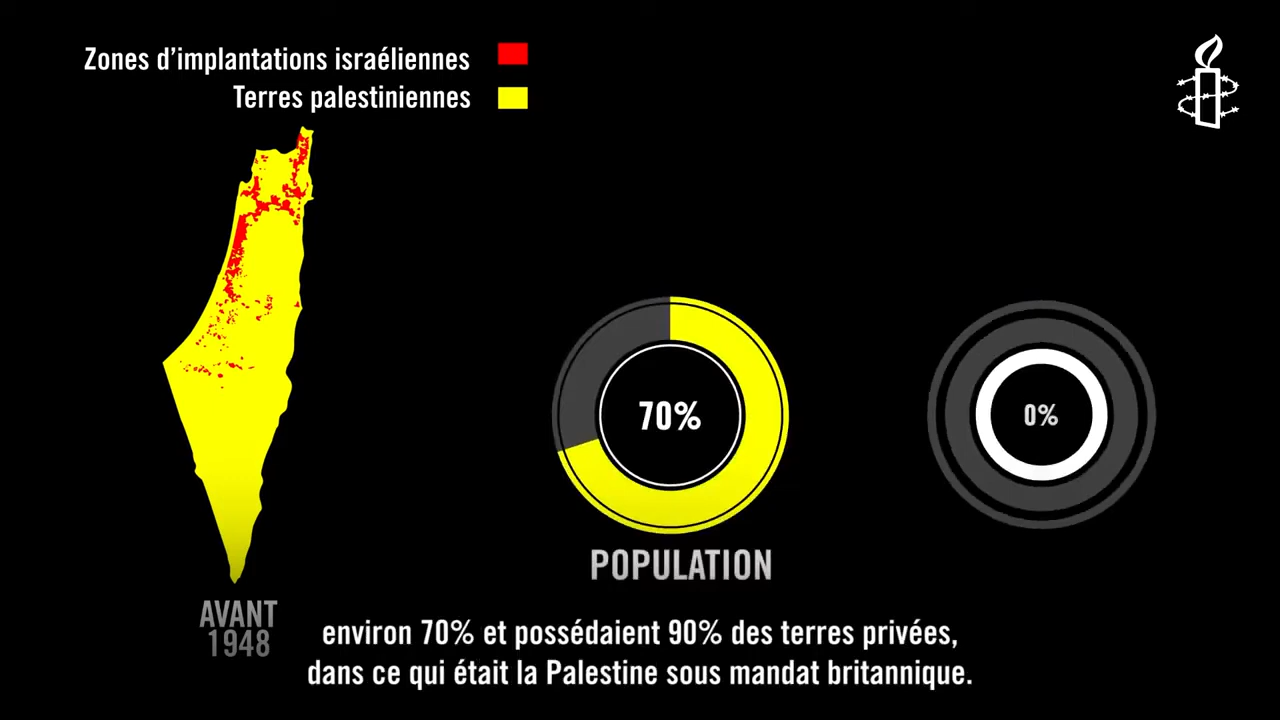 Zones d'implantations israéliennes
Terres palestiniennes
70%
0%
POPULATION
AVANT
1948
environ 70% et possédaient 90% des terres privées,
dans ce qui était la Palestine sous mandat britannique.